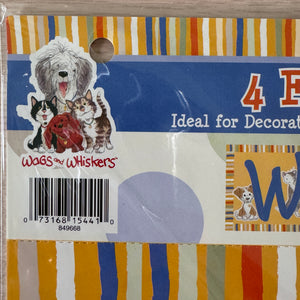 4
Ideal for Decorat
Wags and Whiskers
W
0 73168 15441 0
849668